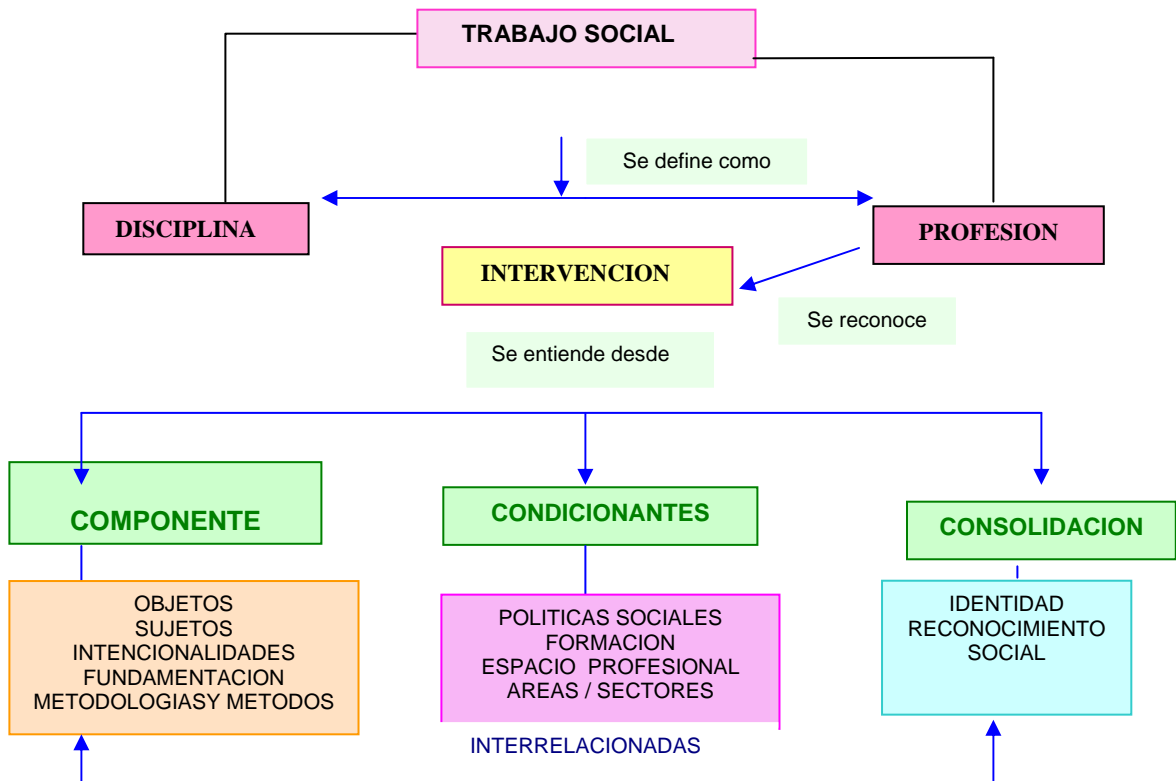 TRABAJO SOCIAL
Se define como
DISCIPLINA
PROFESION
INTERVENCION
Se reconoce
Se entiende desde
COMPONENTE
CONDICIONANTES
CONSOLIDACION
OBJETOS
SUJETOS
INTENCIONALIDADES
FUNDAMENTACION
METODOLOGIASY METODOS
POLITICAS SOCIALES
FORMACION
ESPACIO PROFESIONAL
AREAS / SECTORES
IDENTIDAD
RECONOCIMIENTO
SOCIAL
INTERRELACIONADAS